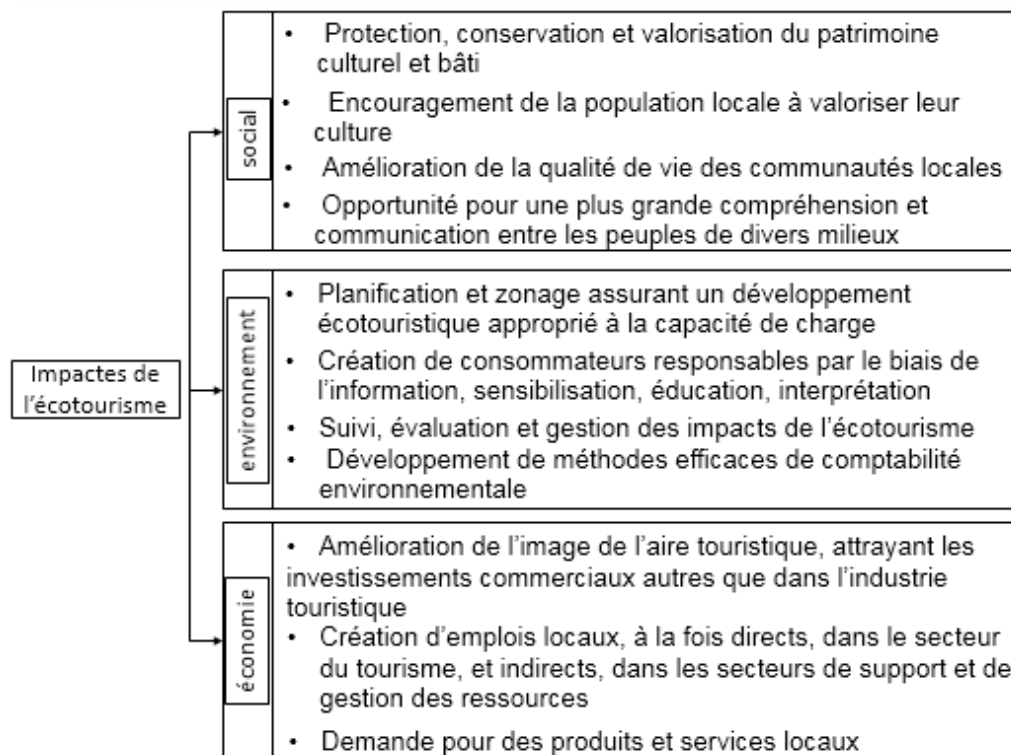 Impactes de
l'écotourisme
social
• Protection, conservation et valorisation du patrimoine
culturel et bâti
• Encouragement de la population locale à valoriser leur
culture
• Amélioration de la qualité de vie des communautés locales
• Opportunité pour une plus grande compréhension et
communication entre les peuples de divers milieux
environnement
• Planification et zonage assurant un développement
écotouristique approprié à la capacité de charge
• Création de consommateurs responsables par le biais de
l'information, sensibilisation, éducation, interprétation
• Suivi, évaluation et gestion des impacts de l'écotourisme
• Développement de méthodes efficaces de comptabilité
environnementale
économie
• Amélioration de l'image de l'aire touristique, attrayant les
investissements commerciaux autres que dans l'industrie
touristique
• Création d'emplois locaux, à la fois directs, dans le secteur
du tourisme, et indirects, dans les secteurs de support et de
gestion des ressources
• Demande pour des produits et services locaux